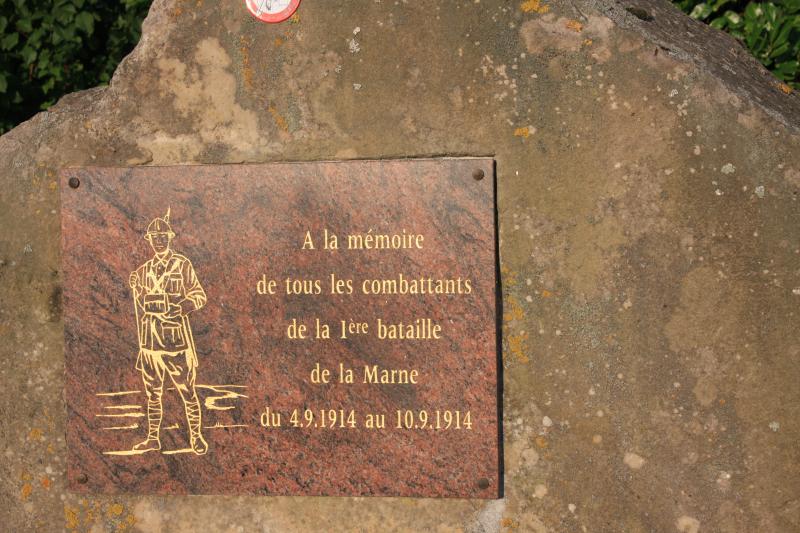 A la mémoire
de tous les combattants
de la 1ère bataille
de la Marne
du 4.9.1914 au 10.9.1914